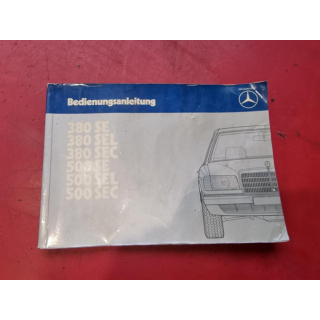 Bedienungsanleitung
380 SE
380 SEL
380 SEC
500 SE
500 SEL
500 SEC